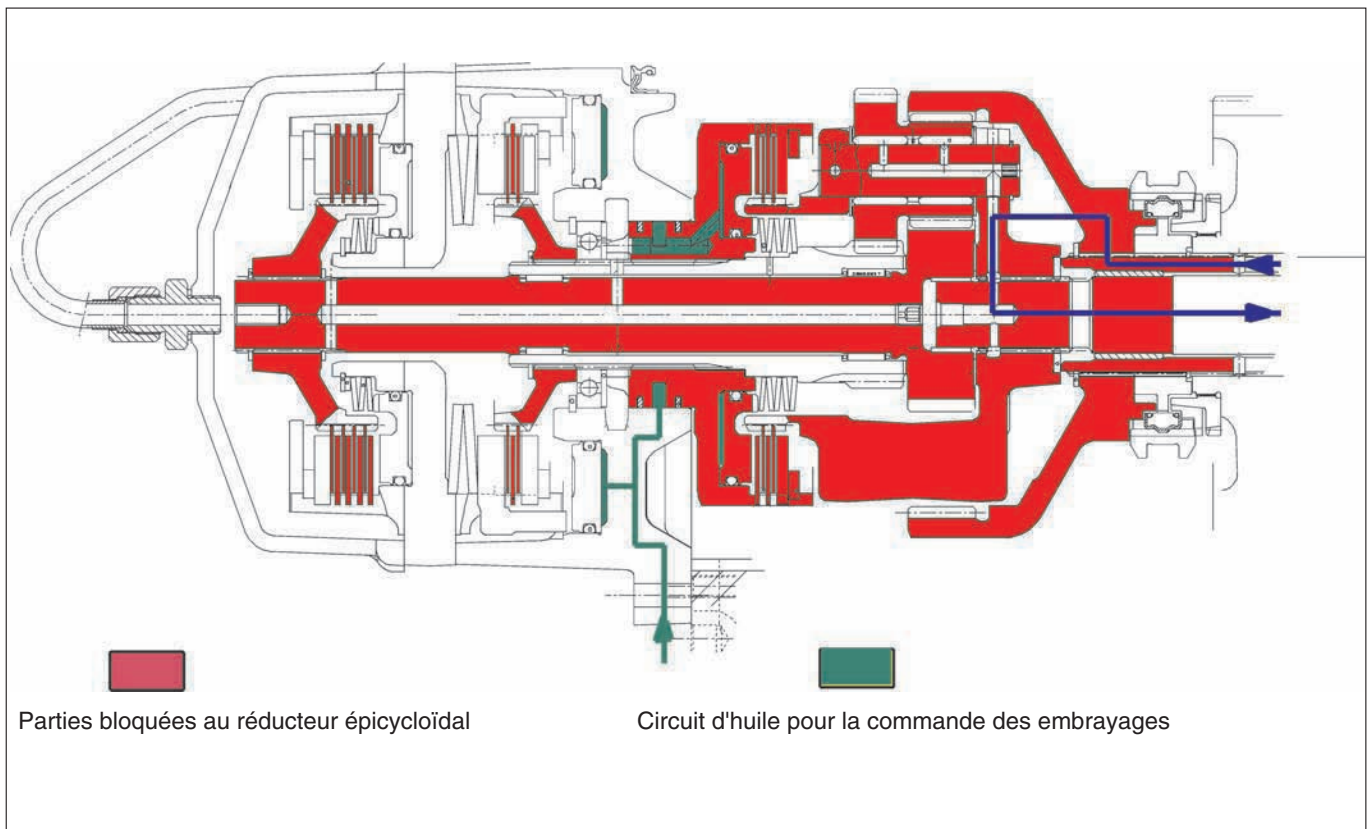 Parties bloquées au réducteur épicycloïdal
Circuit d'huile pour la commande des embrayages